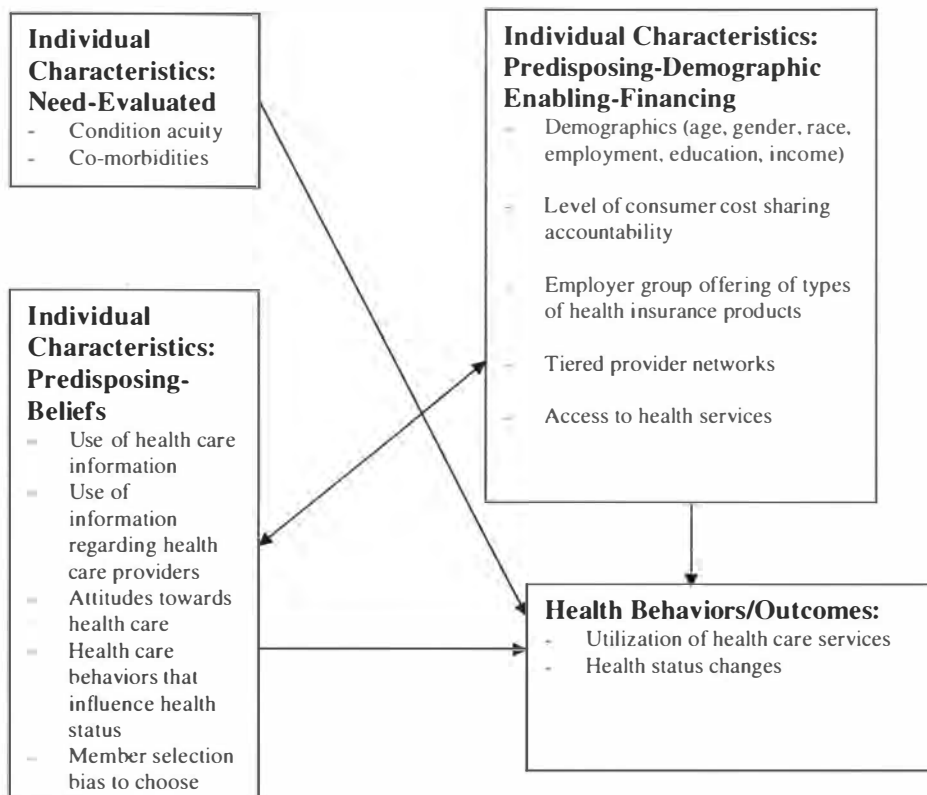 Individual
Characteristics:
Need-Evaluated
- Condition acuity
- Co-morbidities
Individual Characteristics:
Predisposing-Demographic
Enabling-Financing
- Demographics (age, gender, race,
employment, education, income)
- Level of consumer cost sharing
accountability
- Employer group offering of types
of health insurance products
- Tiered provider networks
- Access to health services
Individual
Characteristics:
Predisposing-
Beliefs
- Use of health care
information
- Use of
information
regarding health
care providers
- Attitudes towards
health care
- Health care
behaviors that
influence health
status
- Member selection
bias to choose
Health Behaviors/Outcomes:
- Utilization of health care services
- Health status changes